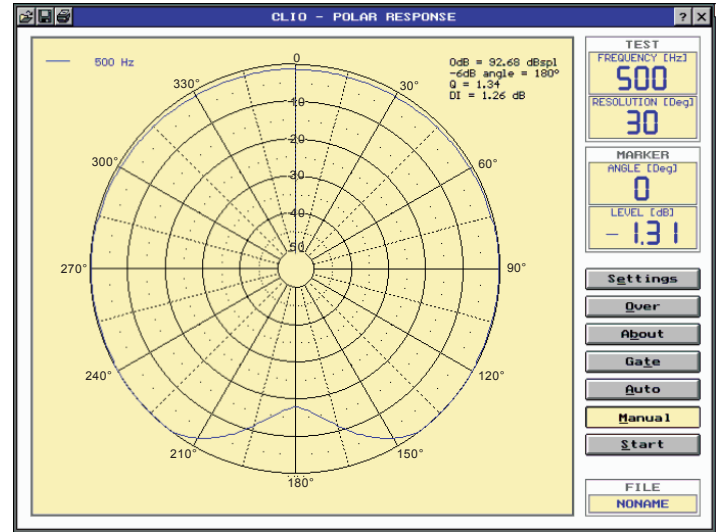 CLIO - POLAR RESPONSE
? X
500 Hz
0dB = 92.68 dBspl
-6dB angle = 180°
Q = 1.34
DI = 1.26 dB
0
330°
30°
-10
-20
300°
60°
-30
-40
-50
270°
90°
240°
120°
210°
150°
180°
TEST
FREQUENCY [Hz]
500
RESOLUTION [Deg]
30
MARKER
ANGLE [Deg]
0
LEVEL [dB]
- 1.31
Settings
Over
About
Gate
Auto
Manual
Start
FILE
NONAME